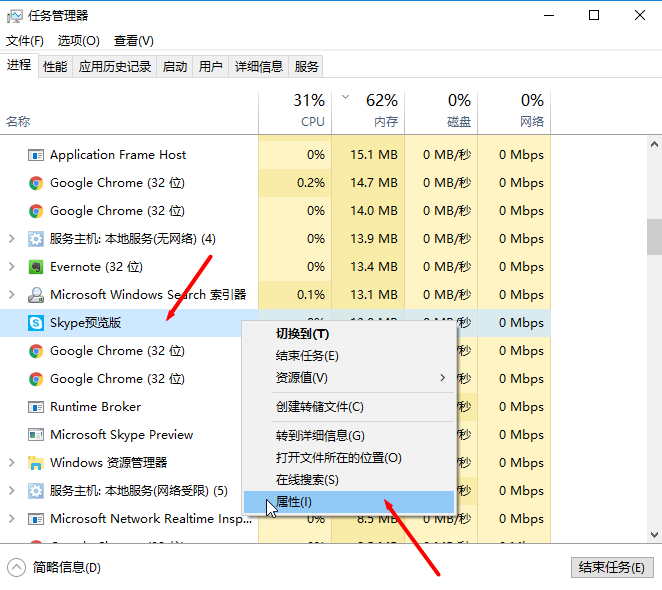 任务管理器
文件(F) 选项(O) 查看(V)
进程 性能 应用历史记录 启动 用户 详细信息 服务
31% 62% 0% 0%
名称 CPU 内存 磁盘 网络
Application Frame Host 0% 15.1 MB 0 MB/秒 0 Mbps
Google Chrome (32 位) 0.2% 14.7 MB 0 MB/秒 0 Mbps
Google Chrome (32 位) 0% 14.0 MB 0 MB/秒 0 Mbps
服务主机: 本地服务(无网络) (4) 0% 13.9 MB 0 MB/秒 0 Mbps
Evernote (32 位) 0% 13.4 MB 0 MB/秒 0 Mbps
Microsoft Windows Search 索引器 0.1% 13.1 MB 0 MB/秒 0 Mbps
Skype预览版 0 Mbps
切换到(T)
结束任务(E)
Google Chrome (32 位) 0 Mbps
资源值(V)
Google Chrome (32 位) 0 Mbps
创建转储文件(C)
Runtime Broker 0 Mbps
转到详细信息(G)
Microsoft Skype Preview 0 Mbps
打开文件所在的位置(O)
Windows 资源管理器 0 Mbps
在线搜索(S)
服务主机: 本地服务(网络受限) (5) 0 Mbps
属性(I)
Microsoft Network Realtime Insp... 0% 8.5 MB 0 MB/秒 0 Mbps
简略信息(D) 结束任务(E)